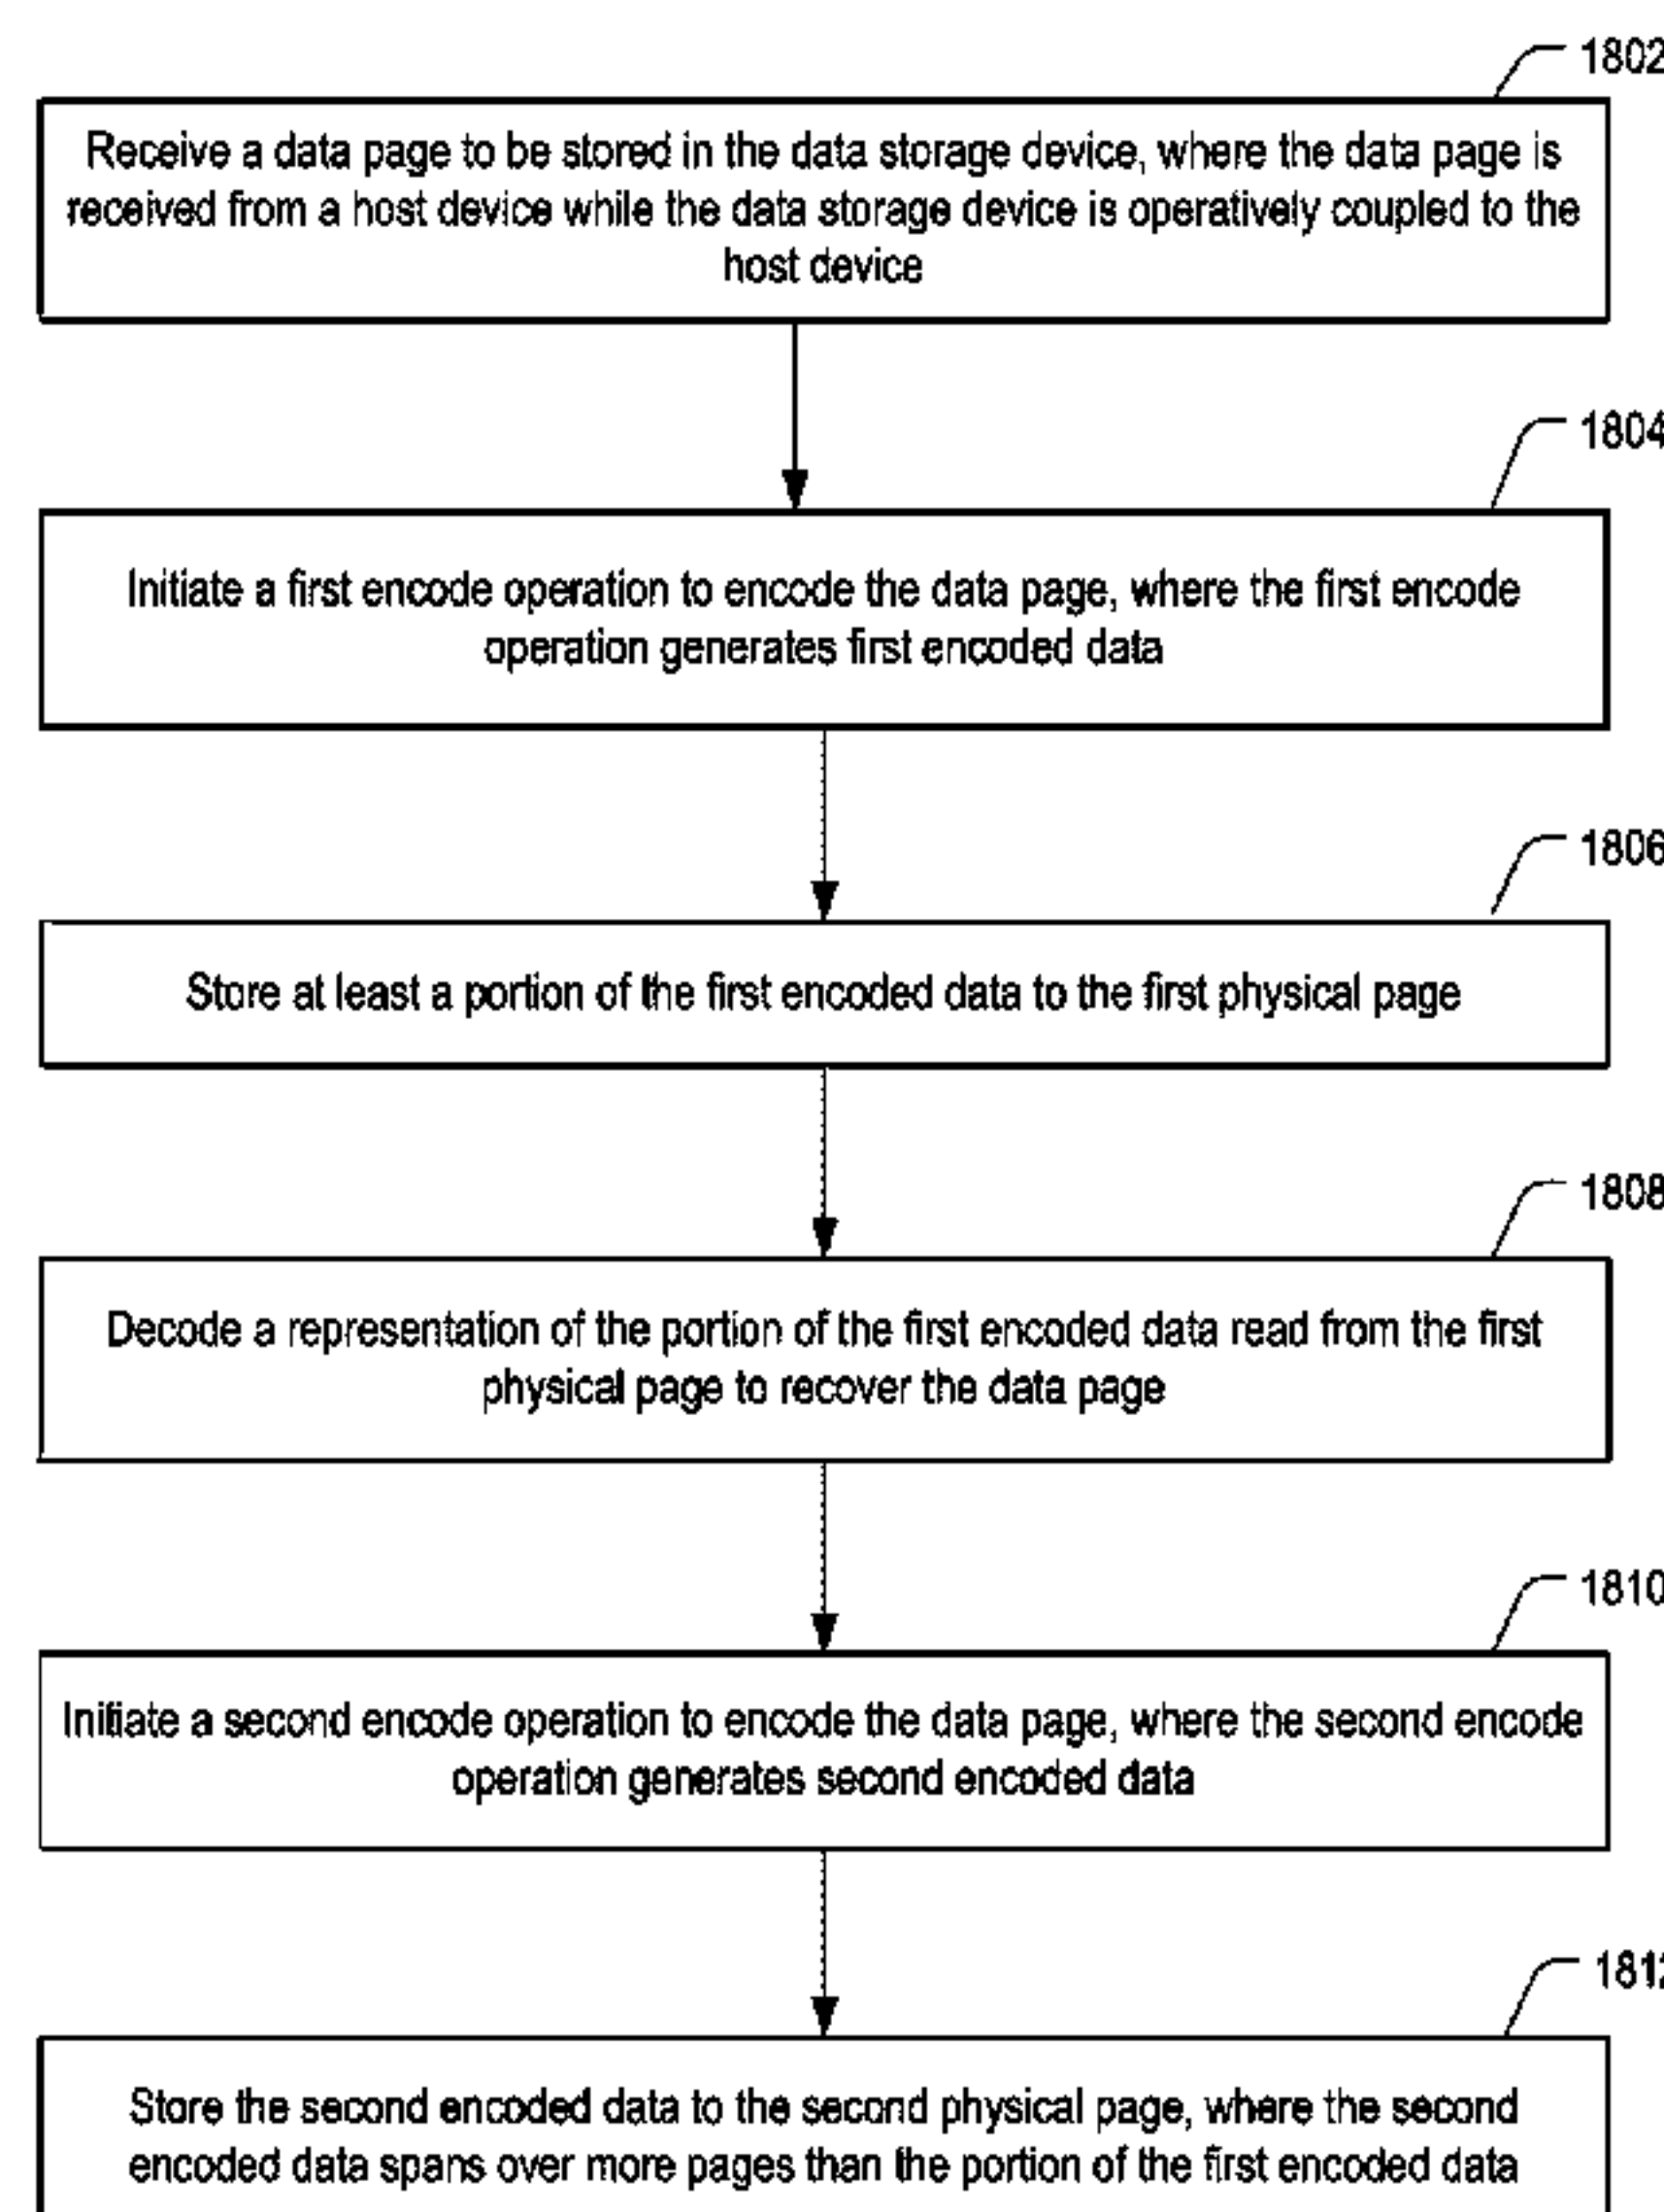 1802
Receive a data page to be stored in the data storage device, where the data page is
received from a host device while the data storage device is operatively coupled to the
host device
1804
Initiate a first encode operation to encode the data page, where the first encode
operation generates first encoded data
1806
Store at least a portion of the first encoded data to the first physical page
1808
Decode a representation of the portion of the first encoded data read from the first
physical page to recover the data page
1810
Initiate a second encode operation to encode the data page, where the second encode
operation generates second encoded data
1812
Store the second encoded data to the second physical page, where the second
encoded data spans over more pages than the portion of the first encoded data